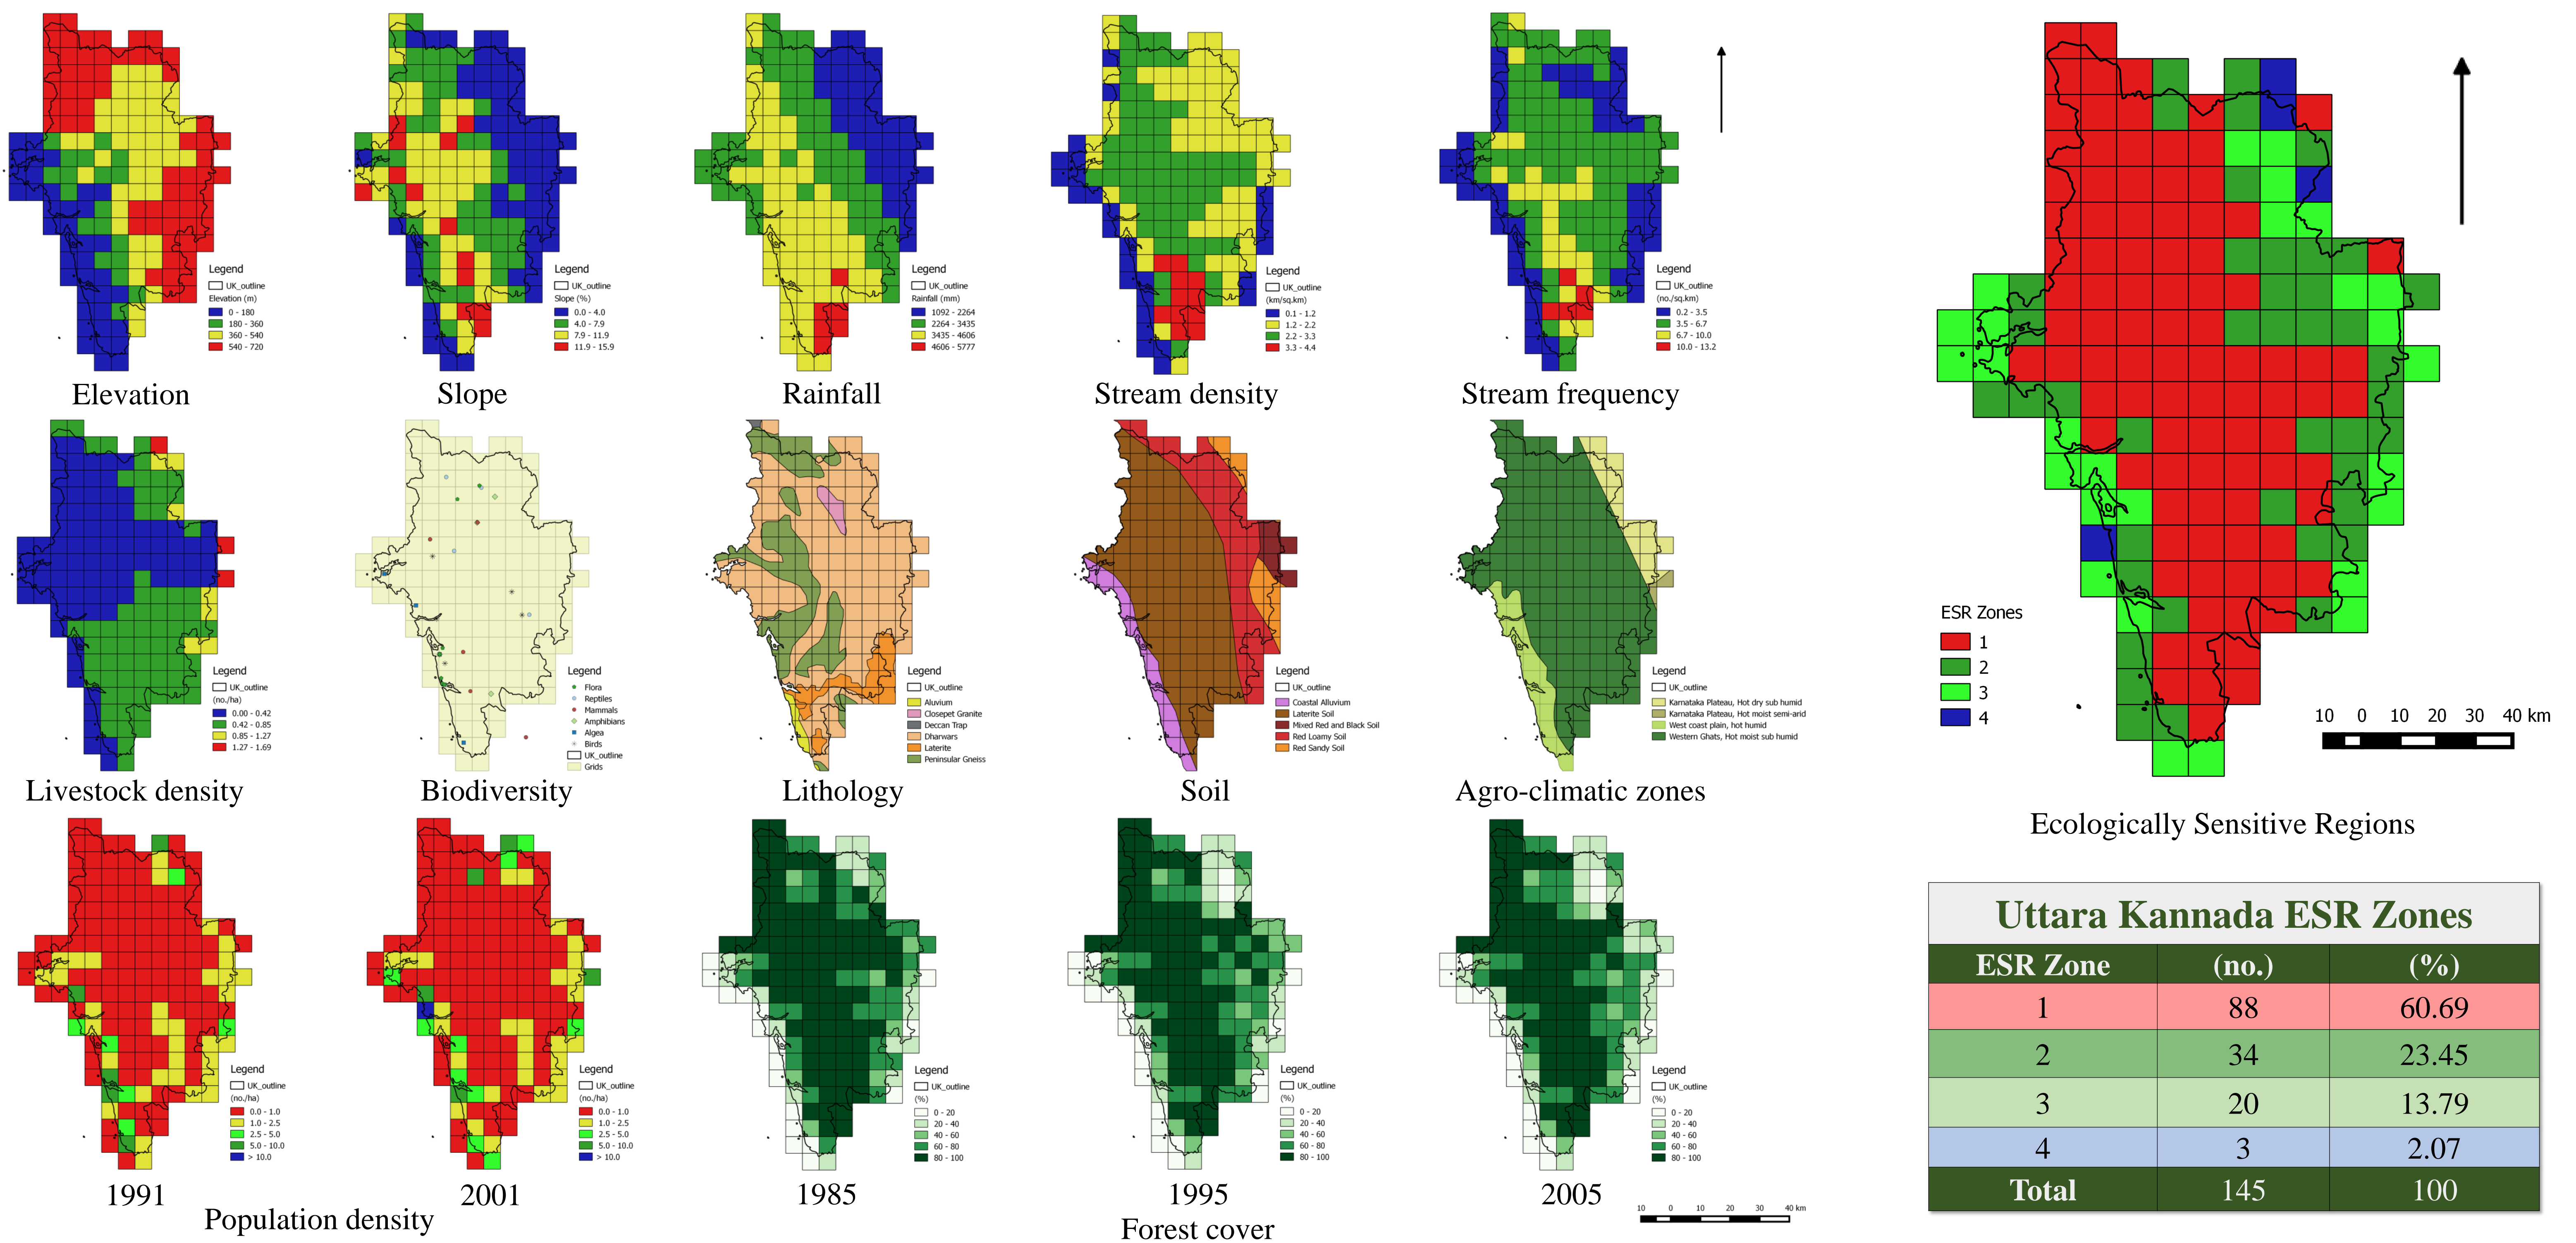 Legend
UK_outline
Elevation (m)
0 - 180
180 - 360
360 - 540
540 - 720
Elevation
Legend
UK_outline
Slope (%)
0.0 - 4.0
4.0 - 7.9
7.9 - 11.9
11.9 - 15.9
Slope
Legend
UK_outline
Rainfall (mm)
1092 - 2264
2264 - 3435
3435 - 4606
4606 - 5777
Rainfall
Legend
UK_outline
(km/sq.km)
0.1 - 1.2
1.2 - 2.2
2.2 - 3.3
3.3 - 4.4
Stream density
Legend
UK_outline
(no./sq.km)
0.2 - 3.5
3.5 - 6.7
6.7 - 10.0
10.0 - 13.2
Stream frequency
Legend
UK_outline
(no./ha)
0.00 - 0.42
0.42 - 0.85
0.85 - 1.27
1.27 - 1.69
Livestock density
Legend
Flora
Reptiles
Mammals
Amphibians
Algea
Birds
UK_outline
Grids
Biodiversity
Legend
UK_outline
Aluvium
Closepet Granite
Deccan Trap
Dharwars
Laterite
Peninsular Gneiss
Lithology
Legend
UK_outline
Coastal Alluvium
Laterite Soil
Mixed Red and Black Soil
Red Loamy Soil
Red Sandy Soil
Soil
Legend
UK_outline
Karnataka Plateau, Hot dry sub humid
Karnataka Plateau, Hot moist semi-arid
West coast plain, hot humid
Western Ghats, Hot moist sub humid
Agro-climatic zones
Legend
UK_outline
(no./ha)
0.0 - 1.0
1.0 - 2.5
2.5 - 5.0
5.0 - 10.0
> 10.0
1991
Legend
UK_outline
(no./ha)
0.0 - 1.0
1.0 - 2.5
2.5 - 5.0
5.0 - 10.0
> 10.0
2001
Population density
Legend
UK_outline
(%)
0 - 20
20 - 40
40 - 60
60 - 80
80 - 100
1985
Legend
UK_outline
(%)
0 - 20
20 - 40
40 - 60
60 - 80
80 - 100
1995
Legend
UK_outline
(%)
0 - 20
20 - 40
40 - 60
60 - 80
80 - 100
2005
Forest cover
10 0 10 20 30 40 km
ESR Zones
1
2
3
4
10 0 10 20 30 40 km
Ecologically Sensitive Regions
Uttara Kannada ESR Zones
ESR Zone (no.) (%)
1 88 60.69
2 34 23.45
3 20 13.79
4 3 2.07
Total 145 100